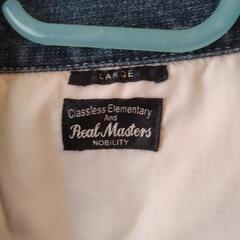 LARGE
Classless Elementary
And
Real Masters
NOBILITY